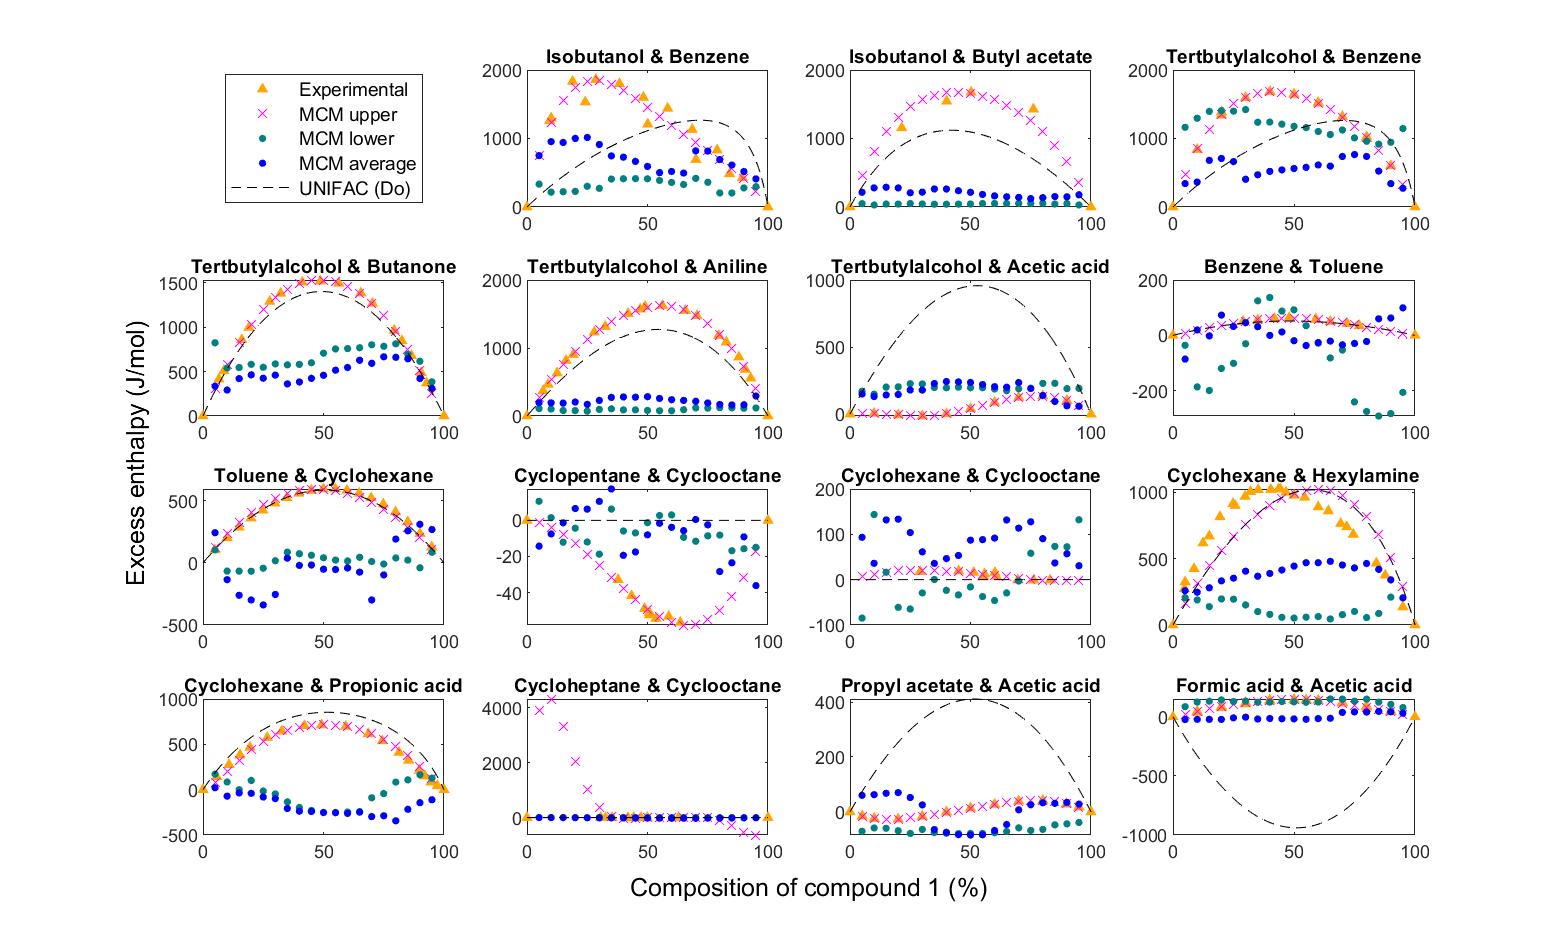 Experimental
MCM upper
MCM lower
MCM average
UNIFAC (Do)
Isobutanol & Benzene
2000
1000
0
0 50 100
Isobutanol & Butyl acetate
2000
1000
0
0 50 100
Tertbutylalcohol & Benzene
2000
1000
0
0 50 100
Tertbutylalcohol & Butanone
1500
1000
500
0
0 50 100
Tertbutylalcohol & Aniline
2000
1000
0
0 50 100
Tertbutylalcohol & Acetic acid
1000
500
0
0 50 100
Benzene & Toluene
200
0
-200
0 50 100
Toluene & Cyclohexane
500
0
-500
0 50 100
Cyclopentane & Cyclooctane
0
-20
-40
0 50 100
Cyclohexane & Cyclooctane
200
100
0
-100
0 50 100
Cyclohexane & Hexylamine
1000
500
0
0 50 100
Cyclohexane & Propionic acid
1000
500
0
-500
0 50 100
Cycloheptane & Cyclooctane
4000
2000
0
0 50 100
Propyl acetate & Acetic acid
400
200
0
0 50 100
Formic acid & Acetic acid
0
-500
-1000
0 50 100
Excess enthalpy (J/mol)
Composition of compound 1 (%)